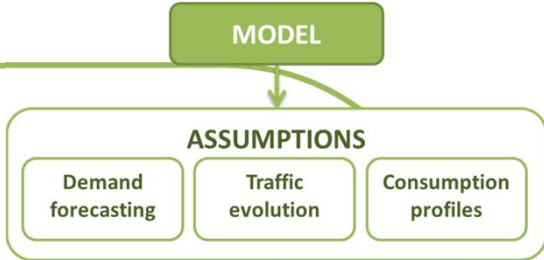 MODEL
ASSUMPTIONS
Demand
forecasting
Traffic
evolution
Consumption
profiles